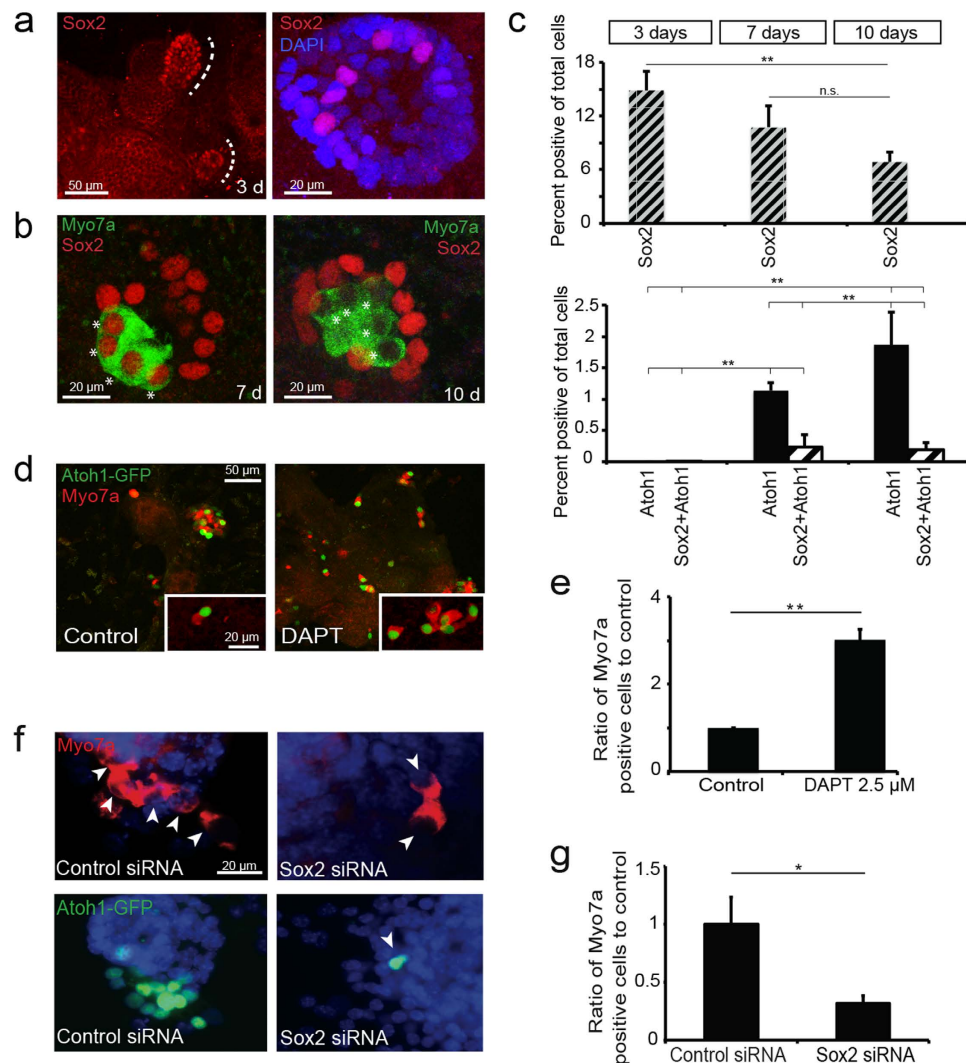 a
Sox2
50 µm
3 d
Sox2
DAPI
20 µm
b
Myo7a
Sox2
*
*
*
*
20 µm
7 d
Myo7a
Sox2
* *
* *
*
20 µm
10 d
c
3 days
7 days
10 days
Percent positive of total cells
18
12
6
0
**
n.s.
Sox2
Sox2
Sox2
Percent positive of total cells
2.5
2
1.5
1
0.5
0
**
**
**
Atoh1
Sox2+Atoh1
Atoh1
Sox2+Atoh1
Atoh1
Sox2+Atoh1
d
Atoh1-GFP
Myo7a
50 µm
Control
20 µm
DAPT
e
Ratio of Myo7a
positive cells to control
4
2
0
**
Control
DAPT 2.5 µM
f
Myo7a
Control siRNA
20 µm
Sox2 siRNA
Atoh1-GFP
Control siRNA
Sox2 siRNA
g
Ratio of Myo7a
positive cells to control
1.5
1
0.5
0
*
Control siRNA
Sox2 siRNA